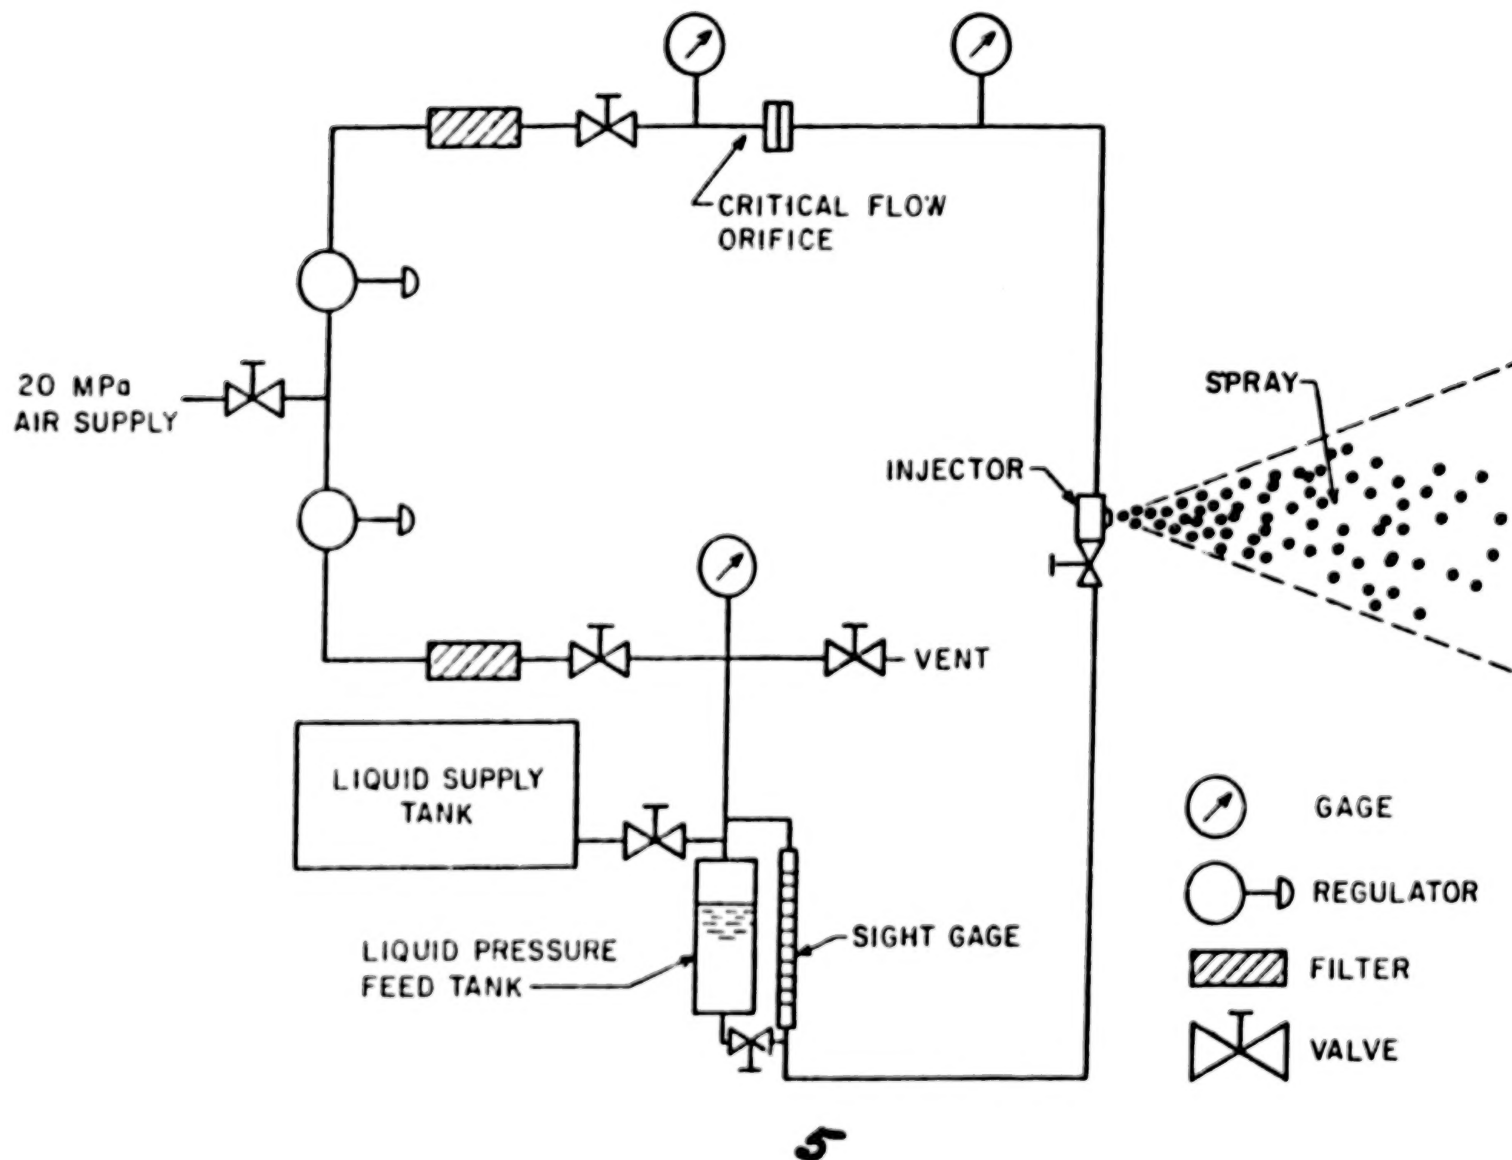 CRITICAL FLOW
ORIFICE
20 MPa
AIR SUPPLY
SPRAY
INJECTOR
VENT
LIQUID SUPPLY
TANK
GAGE
REGULATOR
SIGHT GAGE
LIQUID PRESSURE
FEED TANK
FILTER
VALVE
5